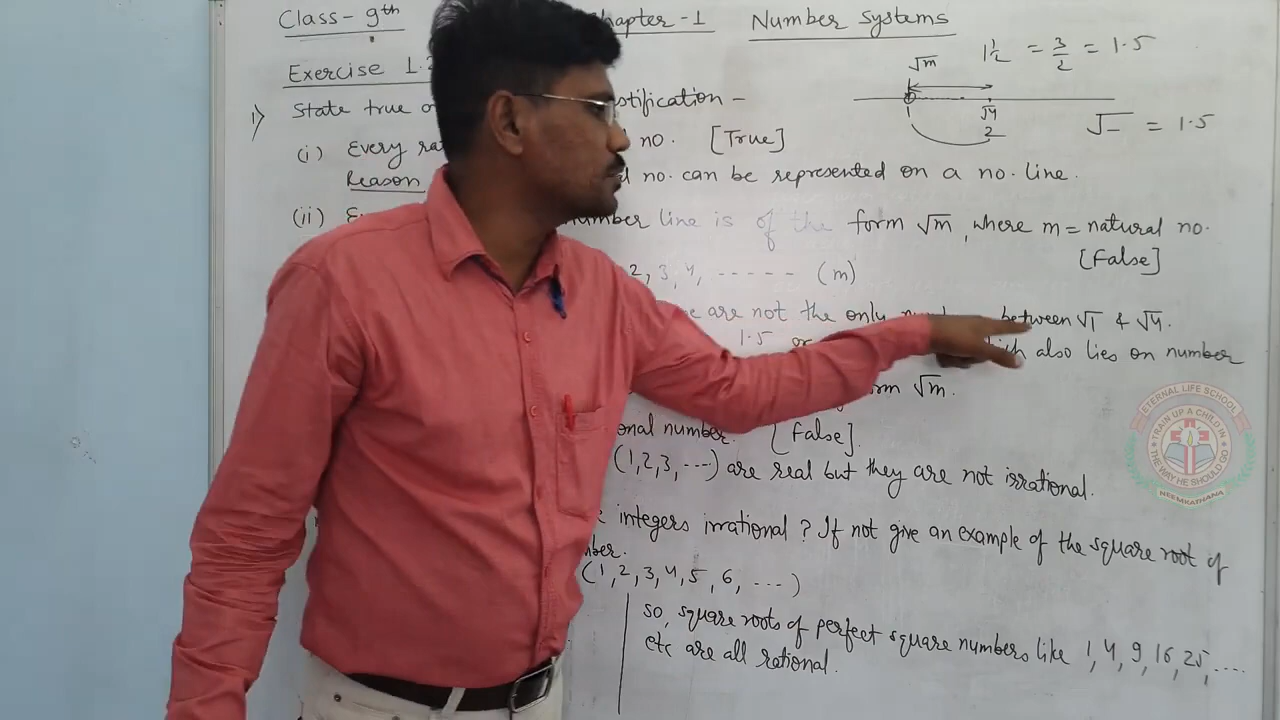 Class- 9th Chapter -1 Number Systems
Exercise 1.
√m 1½ = 3/2 = 1.5
√4
2
√ = 1.5
1) State true o ustification -
(i) Every ra no. [True]
Reason no. can be represented on a no. line.
(ii) number line is of the form √m, where m = natural no.
[False]
2, 3, 4, ----- (m)
are not the only between √1 & √4.
1.5 or which also lies on number
form √m.
number. [False].
(1,2,3, ---) are real but they are not irrational.
integers irrational ? If not give an example of the square root of
(1, 2, 3, 4, 5, 6, ---)
so, square roots of perfect square numbers like 1, 4, 9, 16, 25, ....
etc are all rational.
ETERNAL LIFE SCHOOL
TRAIN UP A CHILD IN
THE WAY HE SHOULD GO
NEEMKATHANA